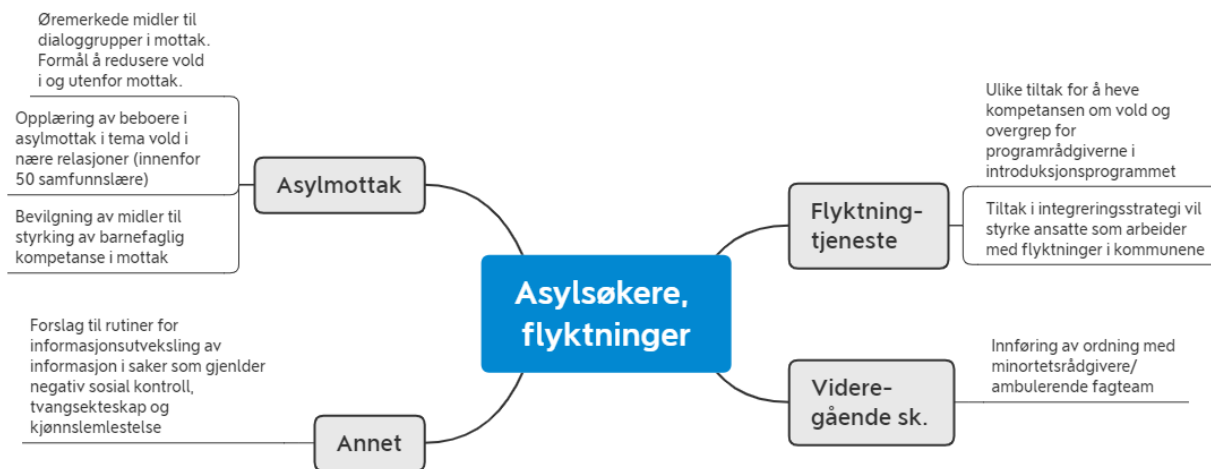 Øremerkede midler til
dialoggrupper i mottak.
Formål å redusere vold
i og utenfor mottak.
Opplæring av beboere i
asylmottak i tema vold i
nære relasjoner (innenfor
50 samfunnslære)
Bevilgning av midler til
styrking av barnefaglig
kompetanse i mottak
Asylmottak
Forslag til rutiner for
informasjonsutveksling av
informasjon i saker som gjenlder
negativ sosial kontroll,
tvangsekteskap og
kjønnslemlestelse
Annet
Asylsøkere,
flyktninger
Flyktning-
tjeneste
Ulike tiltak for å heve
kompetansen om vold og
overgrep for
programrådgiverne i
introduksjonsprogrammet
Tiltak i integreringsstrategi vil
styrke ansatte som arbeider
med flyktninger i kommunene
Videre-
gående sk.
Innføring av ordning med
minortetsrådgivere/
ambulerende fagteam